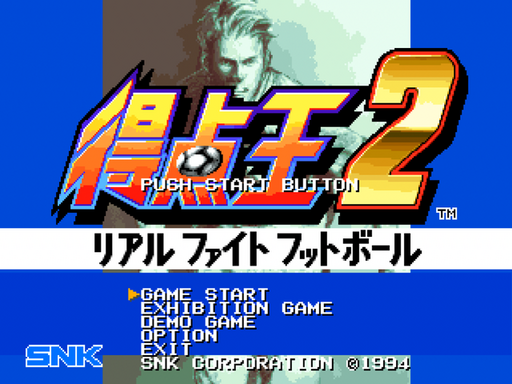 得点王2
PUSH START BUTTON
TM
リアルファイトフットボール
GAME START
EXHIBITION GAME
DEMO GAME
OPTION
EXIT
SNK
SNK CORPORATION ©1994